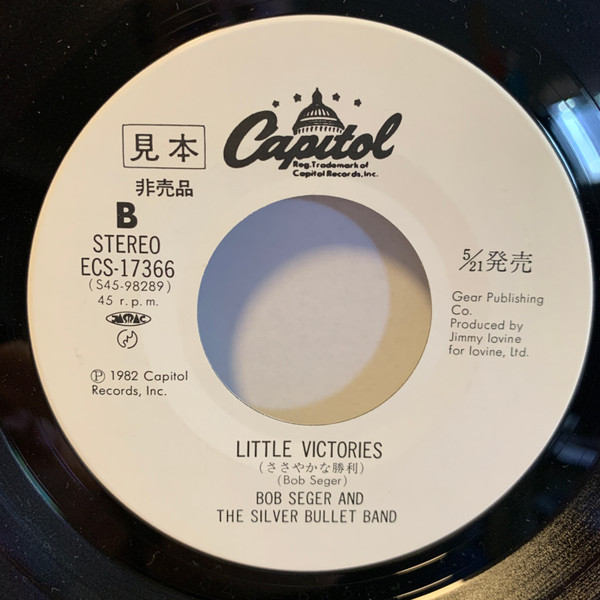 Capitol
Reg. Trademark of
Capitol Records, Inc.
見本
非売品
B
STEREO
ECS-17366
(S45-98289)
45 r.p.m.
JASRAC
Ⓟ 1982 Capitol
Records, Inc.
5/21発売
Gear Publishing
Co.
Produced by
Jimmy Iovine
for Iovine, Ltd.
LITTLE VICTORIES
(ささやかな勝利)
(Bob Seger)
BOB SEGER AND
THE SILVER BULLET BAND